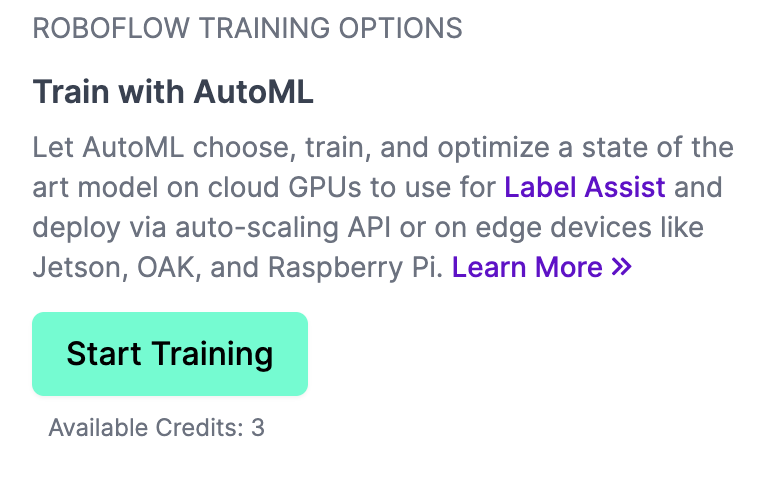 ROBOFLOW TRAINING OPTIONS
Train with AutoML
Let AutoML choose, train, and optimize a state of the
art model on cloud GPUs to use for Label Assist and
deploy via auto-scaling API or on edge devices like
Jetson, OAK, and Raspberry Pi. Learn More »
Start Training
Available Credits: 3